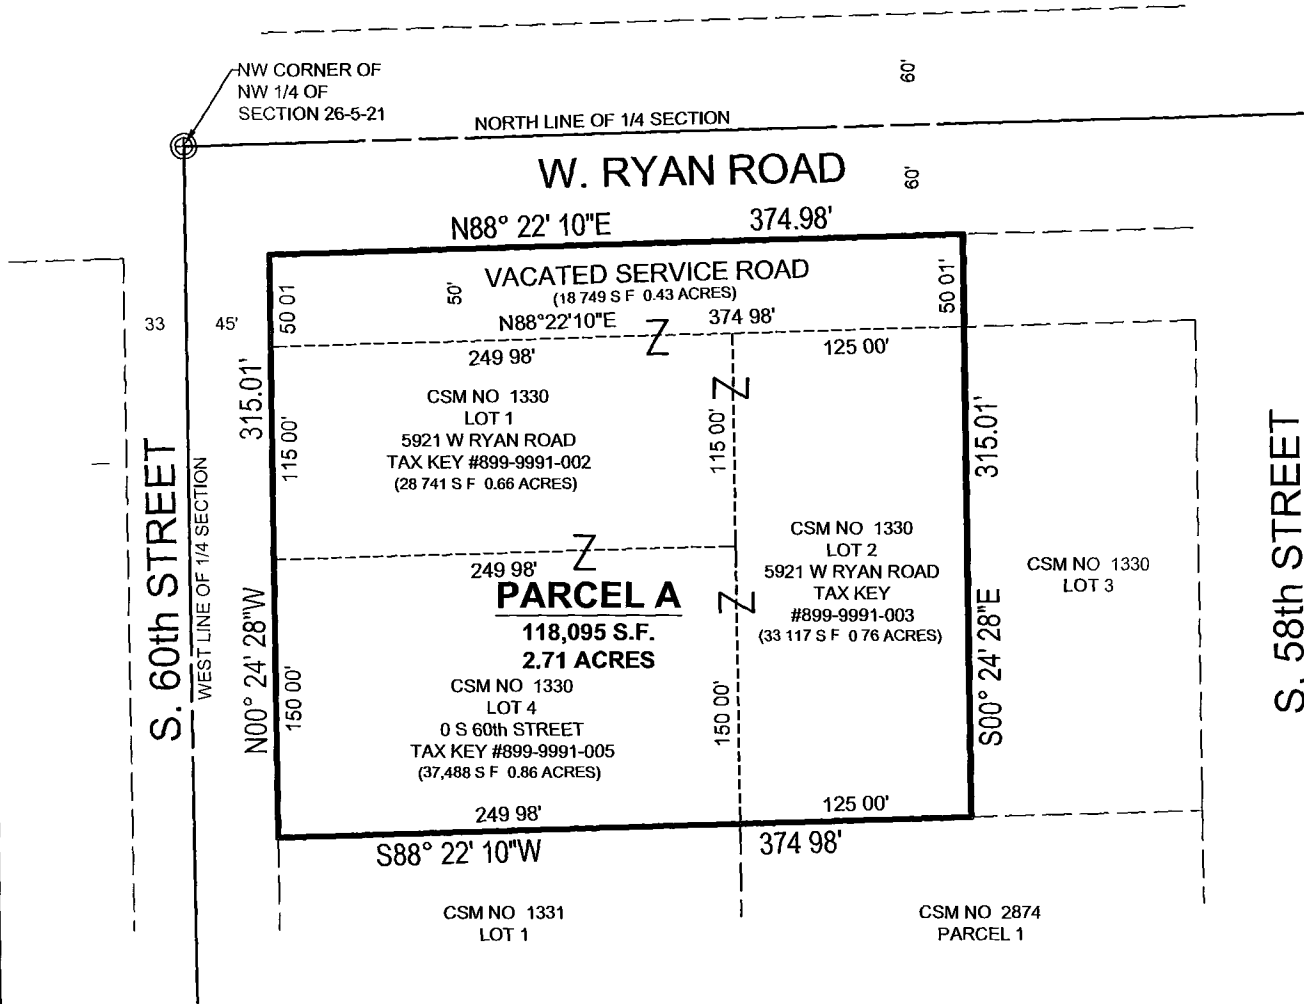 NW CORNER OF
NW 1/4 OF
SECTION 26-5-21
60'
NORTH LINE OF 1/4 SECTION
W. RYAN ROAD
60'
N88° 22' 10"E 374.98'
VACATED SERVICE ROAD
(18 749 S F 0.43 ACRES)
50 01
50'
50 01'
33
45'
N88°22'10"E 374 98'
249 98'
125 00'
315.01'
115 00'
CSM NO 1330
LOT 1
5921 W RYAN ROAD
TAX KEY #899-9991-002
(28 741 S F 0.66 ACRES)
115 00'
315.01'
S. 60th STREET
WEST LINE OF 1/4 SECTION
N00° 24' 28"W
249 98'
PARCEL A
118,095 S.F.
2.71 ACRES
150 00'
CSM NO 1330
LOT 4
0 S 60th STREET
TAX KEY #899-9991-005
(37,488 S F 0.86 ACRES)
150 00'
CSM NO 1330
LOT 2
5921 W RYAN ROAD
TAX KEY
#899-9991-003
(33 117 S F 0 76 ACRES)
S00° 24' 28"E
CSM NO 1330
LOT 3
S. 58th STREET
249 98'
125 00'
S88° 22' 10"W 374 98'
CSM NO 1331
LOT 1
CSM NO 2874
PARCEL 1